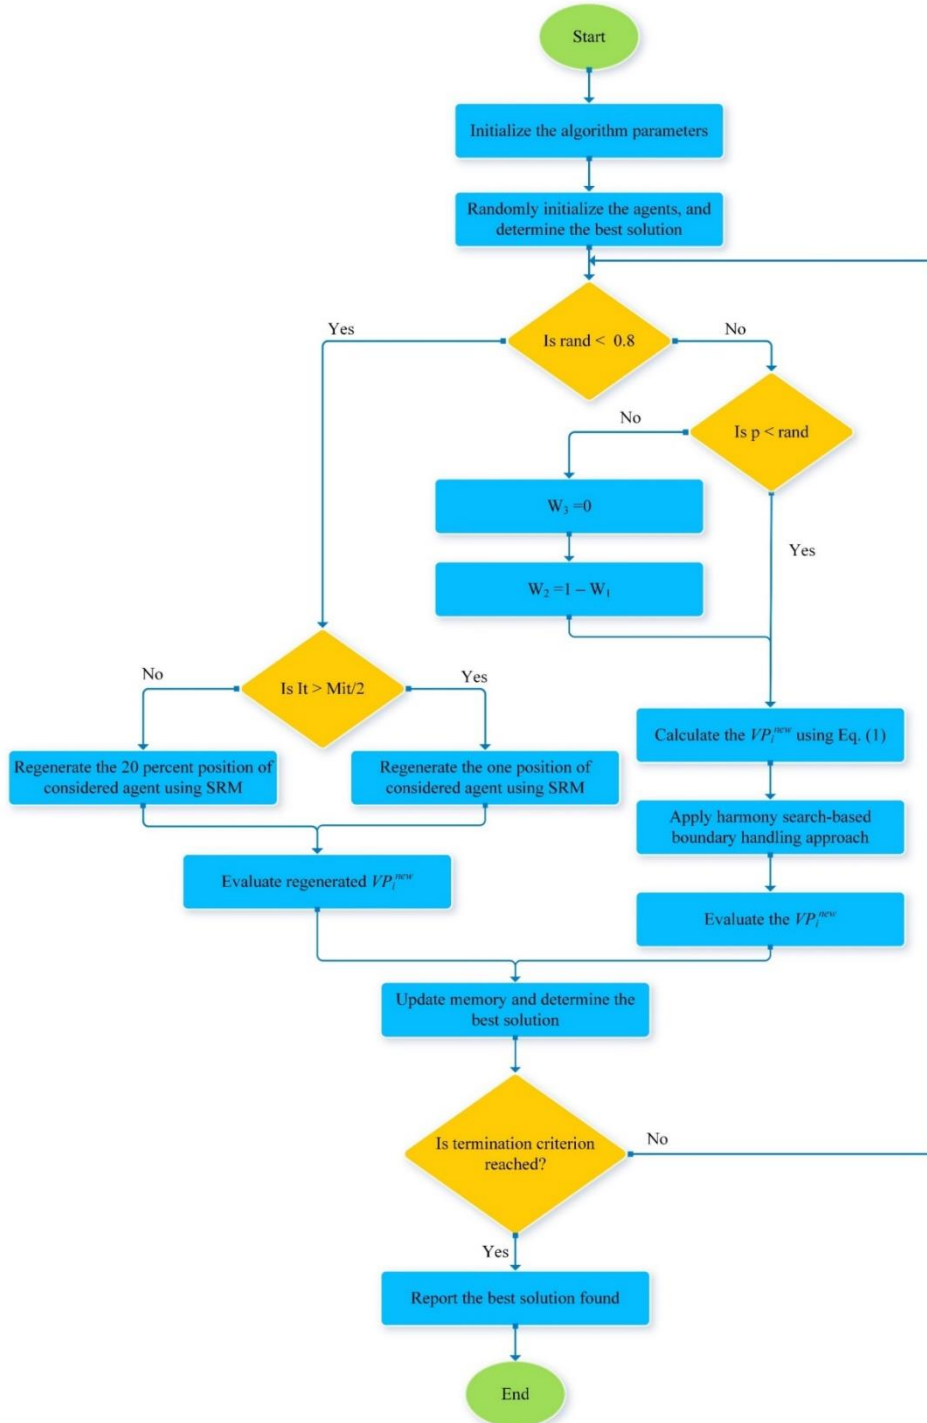 Start
Initialize the algorithm parameters
Randomly initialize the agents, and
determine the best solution
Is rand < 0.8
Yes
No
Is p < rand
No
W₃ =0
W₂ =1 – W₁
Yes
Is It > Mit/2
No
Yes
Regenerate the 20 percent position of
considered agent using SRM
Regenerate the one position of
considered agent using SRM
Evaluate regenerated VPᵢⁿᵉʷ
Calculate the VPᵢⁿᵉʷ using Eq. (1)
Apply harmony search-based
boundary handling approach
Evaluate the VPᵢⁿᵉʷ
Update memory and determine the
best solution
Is termination criterion
reached?
No
Yes
Report the best solution found
End